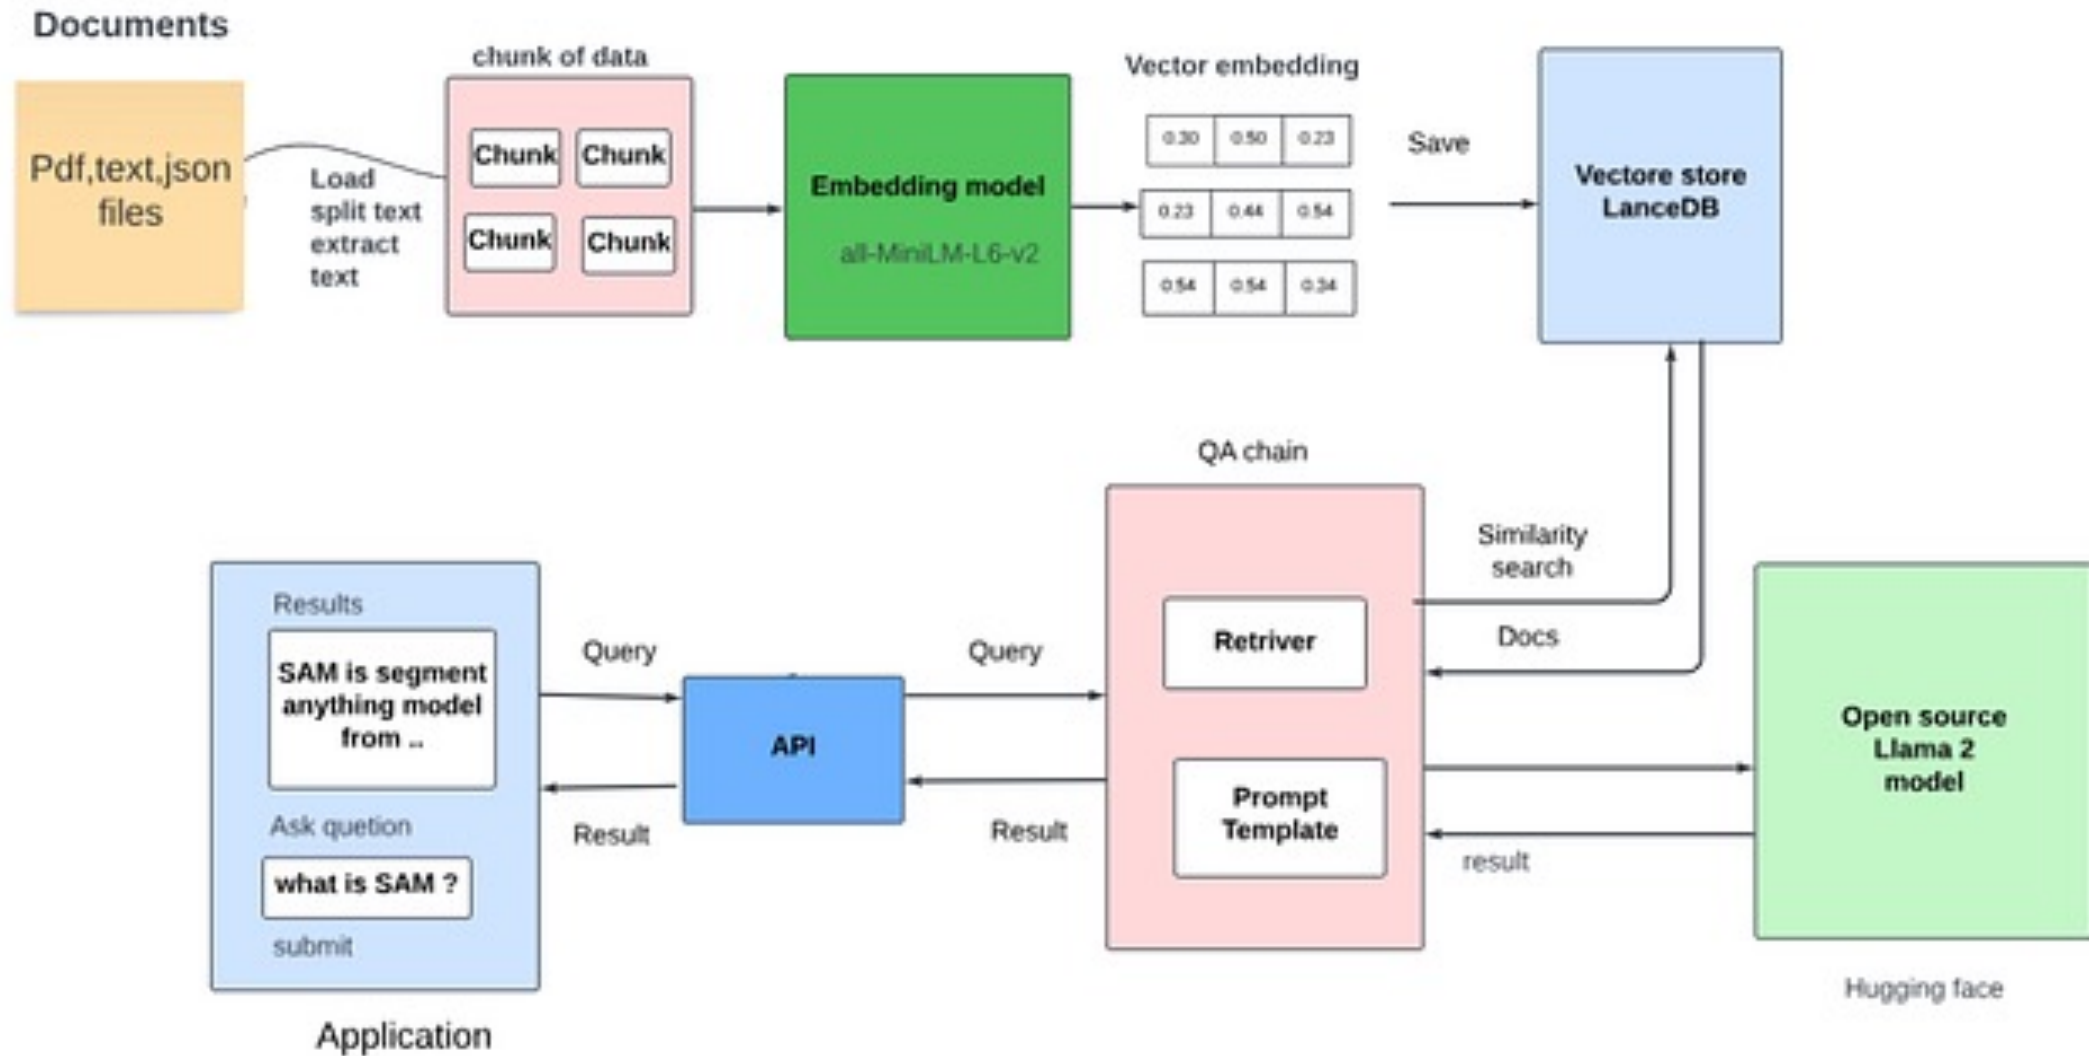 Documents
Pdf,text,json
files
Load
split text
extract
text
chunk of data
Chunk
Chunk
Chunk
Chunk
Embedding model
all-MiniLM-L6-v2
Vector embedding
0.30 0.50 0.23
0.23 0.44 0.54
0.54 0.54 0.34
Save
Vectore store
LanceDB
Results
SAM is segment
anything model
from ..
Ask quetion
what is SAM ?
submit
Application
Query
Result
API
Query
Result
QA chain
Retriver
Prompt
Template
Similarity
search
Docs
result
Open source
Llama 2
model
Hugging face